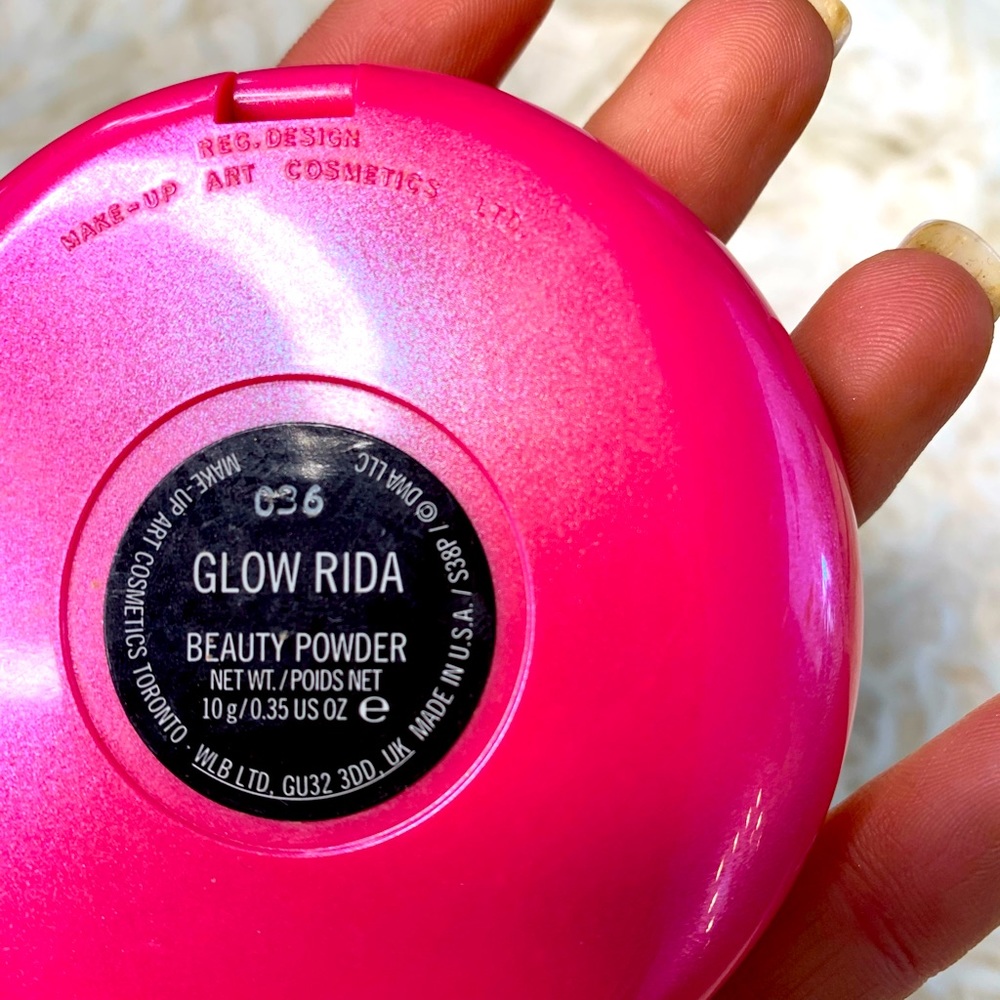 REG. DESIGN
MAKE-UP ART COSMETICS LTD.
036
GLOW RIDA
BEAUTY POWDER
NET WT. / POIDS NET
10 g/0.35 US OZ e
MAKE-UP ART COSMETICS TORONTO · WLB LTD, GU32 3DD, UK MADE IN U.S.A. / S38P / © DWA LLC